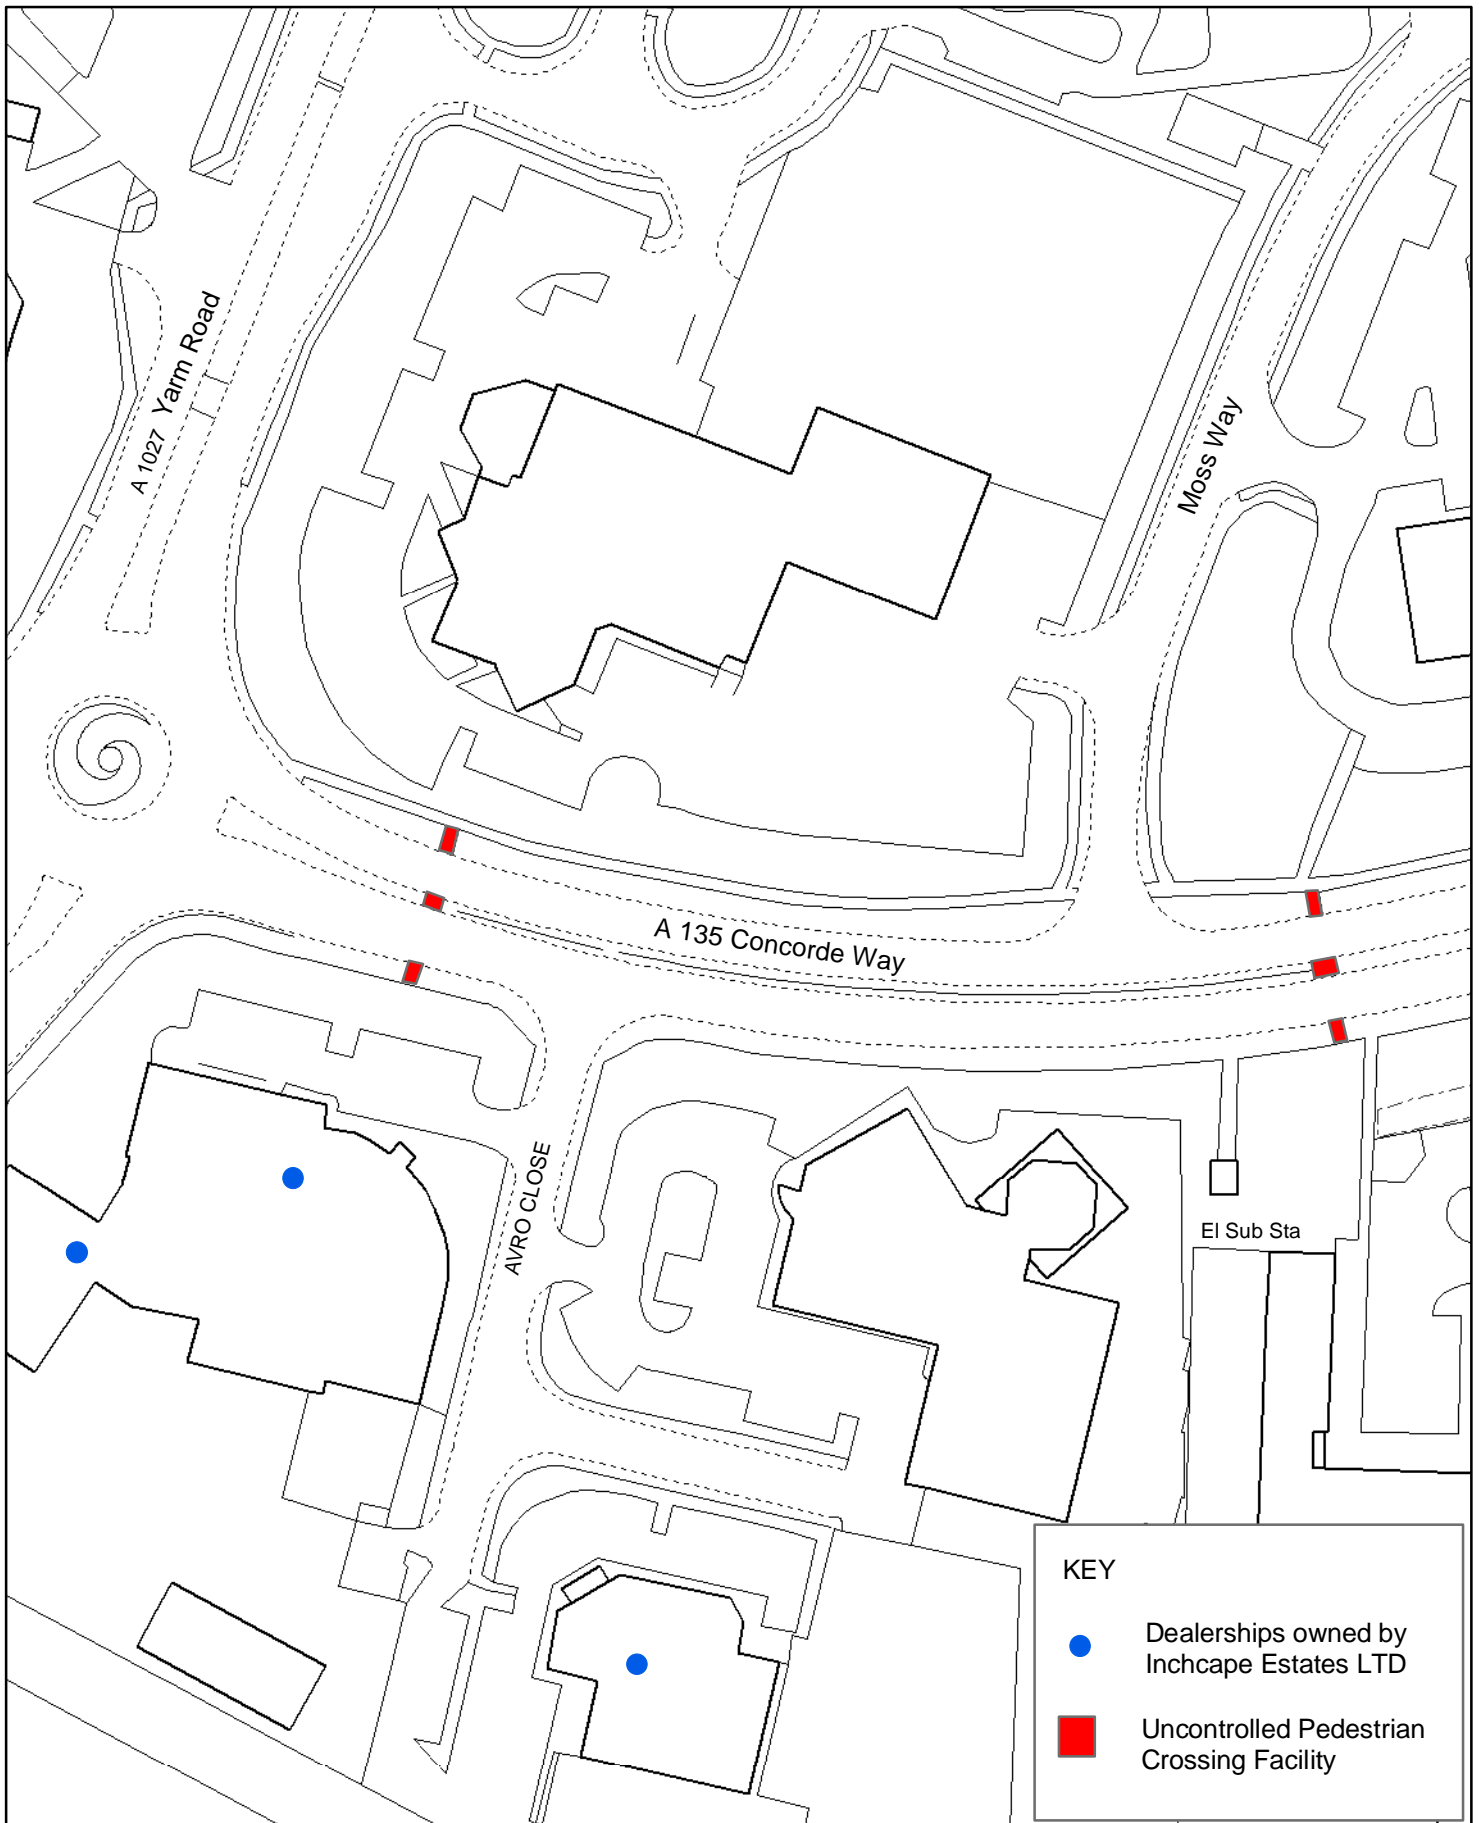 A 1027 Yarm Road
Moss Way
A 135 Concorde Way
AVRO CLOSE
El Sub Sta
KEY
Dealerships owned by
Inchcape Estates LTD
Uncontrolled Pedestrian
Crossing Facility